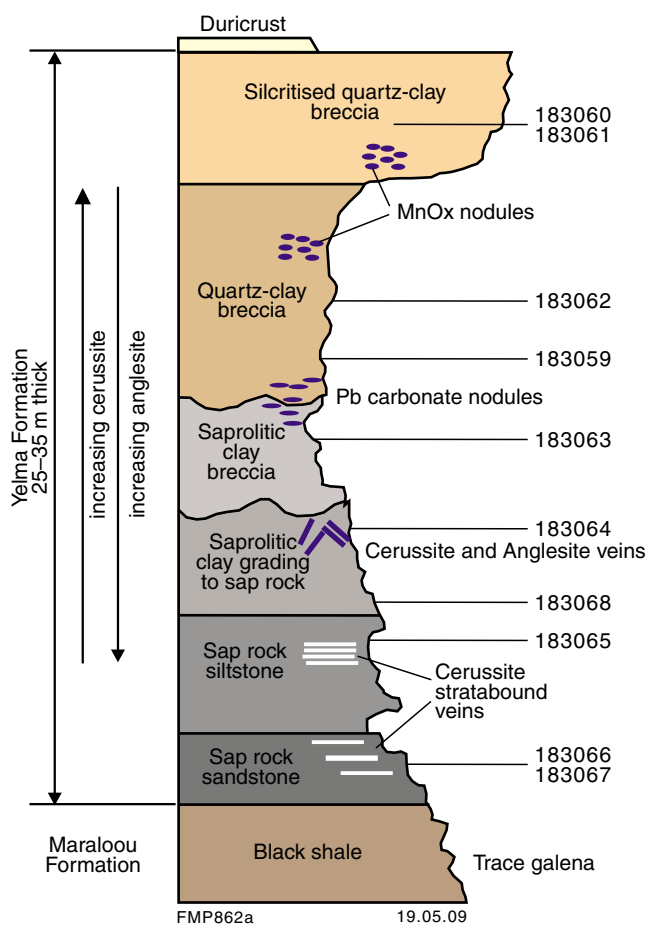 Duricrust
Silcritised quartz-clay
breccia
183060
183061
MnOx nodules
Quartz-clay
breccia
183062
183059
Pb carbonate nodules
Saprolitic
clay
breccia
183063
Saprolitic
clay grading
to sap rock
183064
Cerussite and Anglesite veins
183068
Sap rock
siltstone
183065
Cerussite
stratabound
veins
Sap rock
sandstone
183066
183067
Yelma Formation
25–35 m thick
increasing cerussite
increasing anglesite
Maraloou
Formation
Black shale
Trace galena
FMP862a
19.05.09